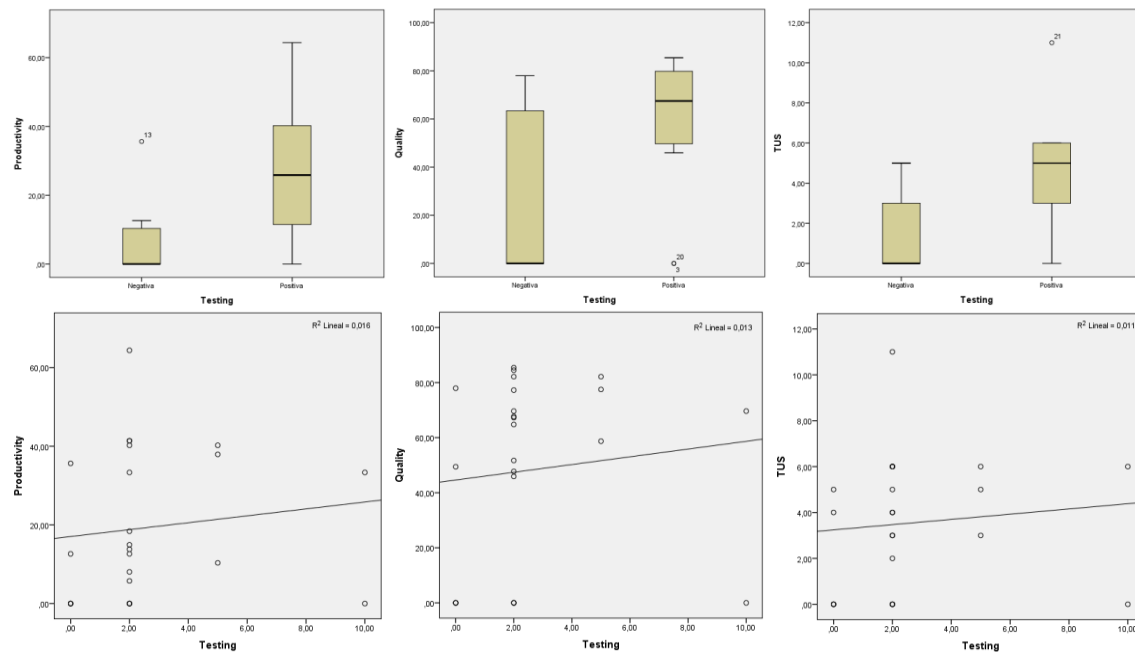 Productivity
60,00
40,00
20,00
,00
13
Negativa
Positiva
Testing
Quality
100,00
80,00
60,00
40,00
20,00
,00
20
3
Negativa
Positiva
Testing
TUS
12,00
10,00
8,00
6,00
4,00
2,00
,00
21
Negativa
Positiva
Testing
R² Lineal = 0,016
Productivity
60,00
40,00
20,00
,00
,00 2,00 4,00 6,00 8,00 10,00
Testing
R² Lineal = 0,013
Quality
100,00
80,00
60,00
40,00
20,00
,00
,00 2,00 4,00 6,00 8,00 10,00
Testing
R² Lineal = 0,011
TUS
12,00
10,00
8,00
6,00
4,00
2,00
,00
,00 2,00 4,00 6,00 8,00 10,00
Testing